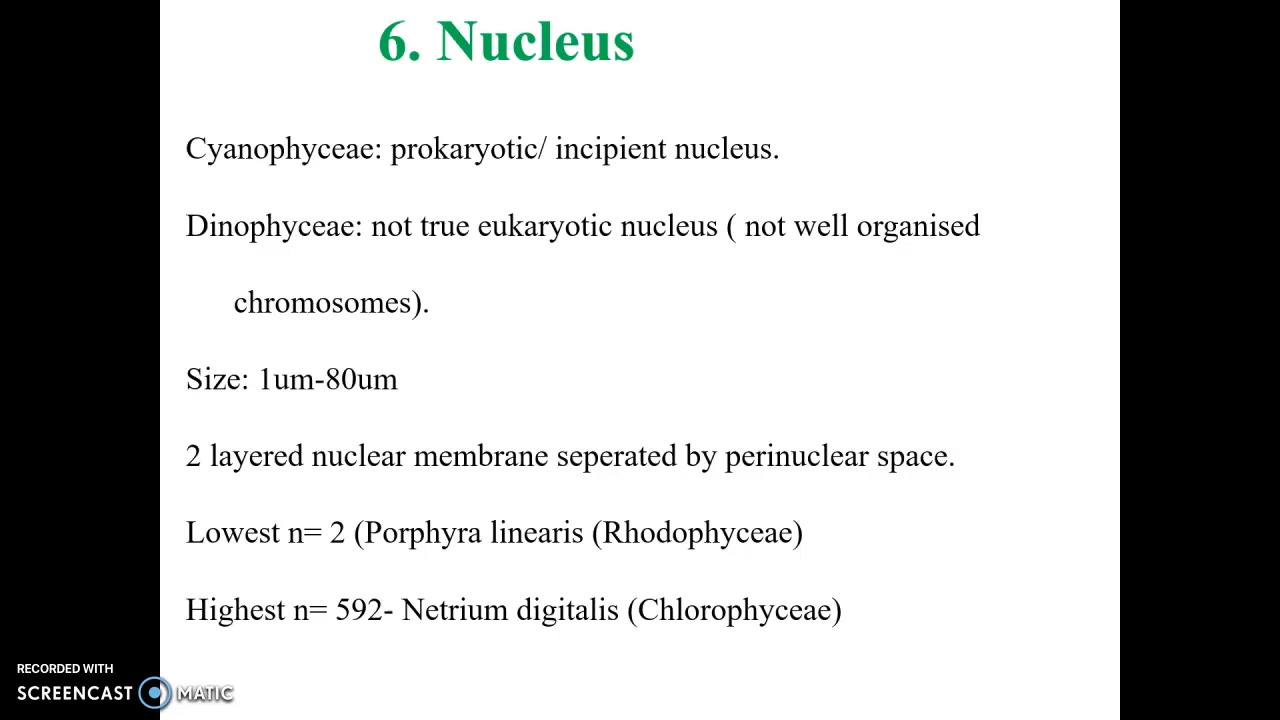 6. Nucleus
Cyanophyceae: prokaryotic/ incipient nucleus.
Dinophyceae: not true eukaryotic nucleus ( not well organised
chromosomes).
Size: 1um-80um
2 layered nuclear membrane seperated by perinuclear space.
Lowest n= 2 (Porphyra linearis (Rhodophyceae)
Highest n= 592- Netrium digitalis (Chlorophyceae)
RECORDED WITH
SCREENCAST MATIC